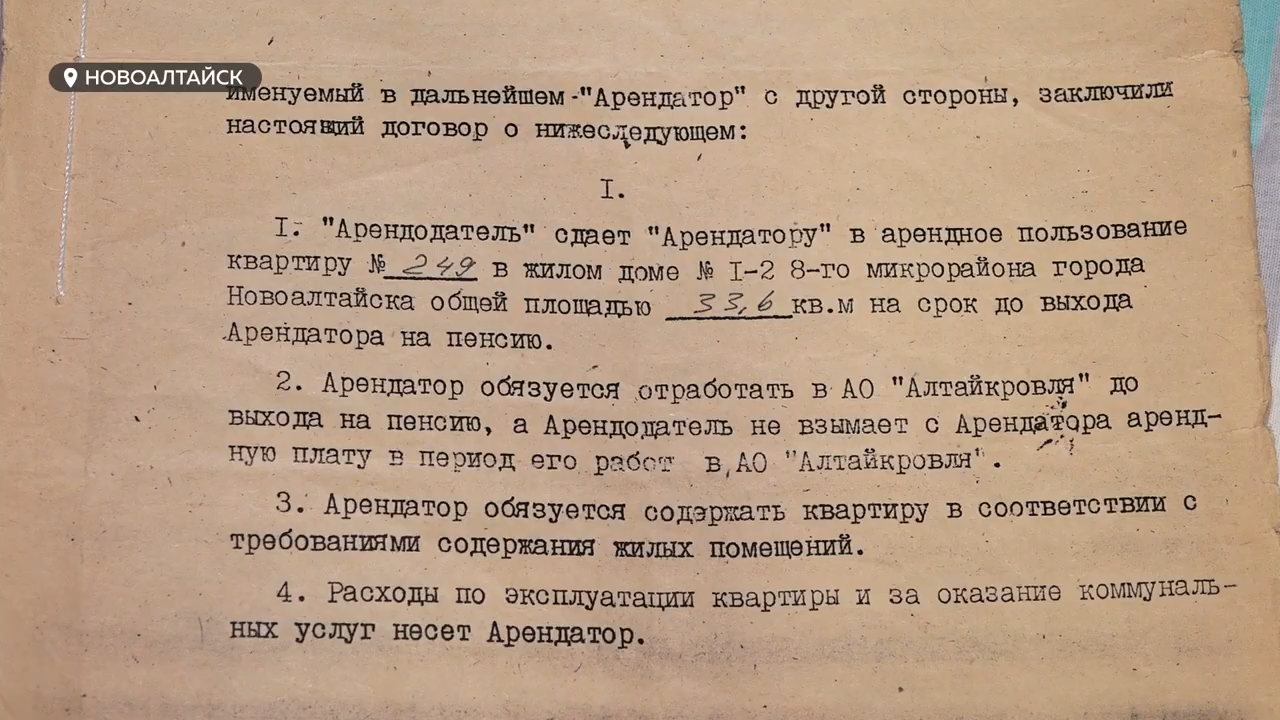 НОВОАЛТАЙСК
именуемый в дальнейшем -"Арендатор" с другой стороны, заключили
настоящий договор о нижеследующем:
I.
I. "Арендодатель" сдает "Арендатору" в арендное пользование
квартиру № 249 в жилом доме № I-2 8-го микрорайона города
Новоалтайска общей площадью 33,6 кв.м на срок до выхода
Арендатора на пенсию.
2. Арендатор обязуется отработать в АО "Алтайкровля" до
выхода на пенсию, а Арендодатель не взымает с Арендатора аренд-
ную плату в период его работ в АО "Алтайкровля".
3. Арендатор обязуется содержать квартиру в соответствии с
требованиями содержания жилых помещений.
4. Расходы по эксплуатации квартиры и за оказание коммуналь-
ных услуг несет Арендатор.